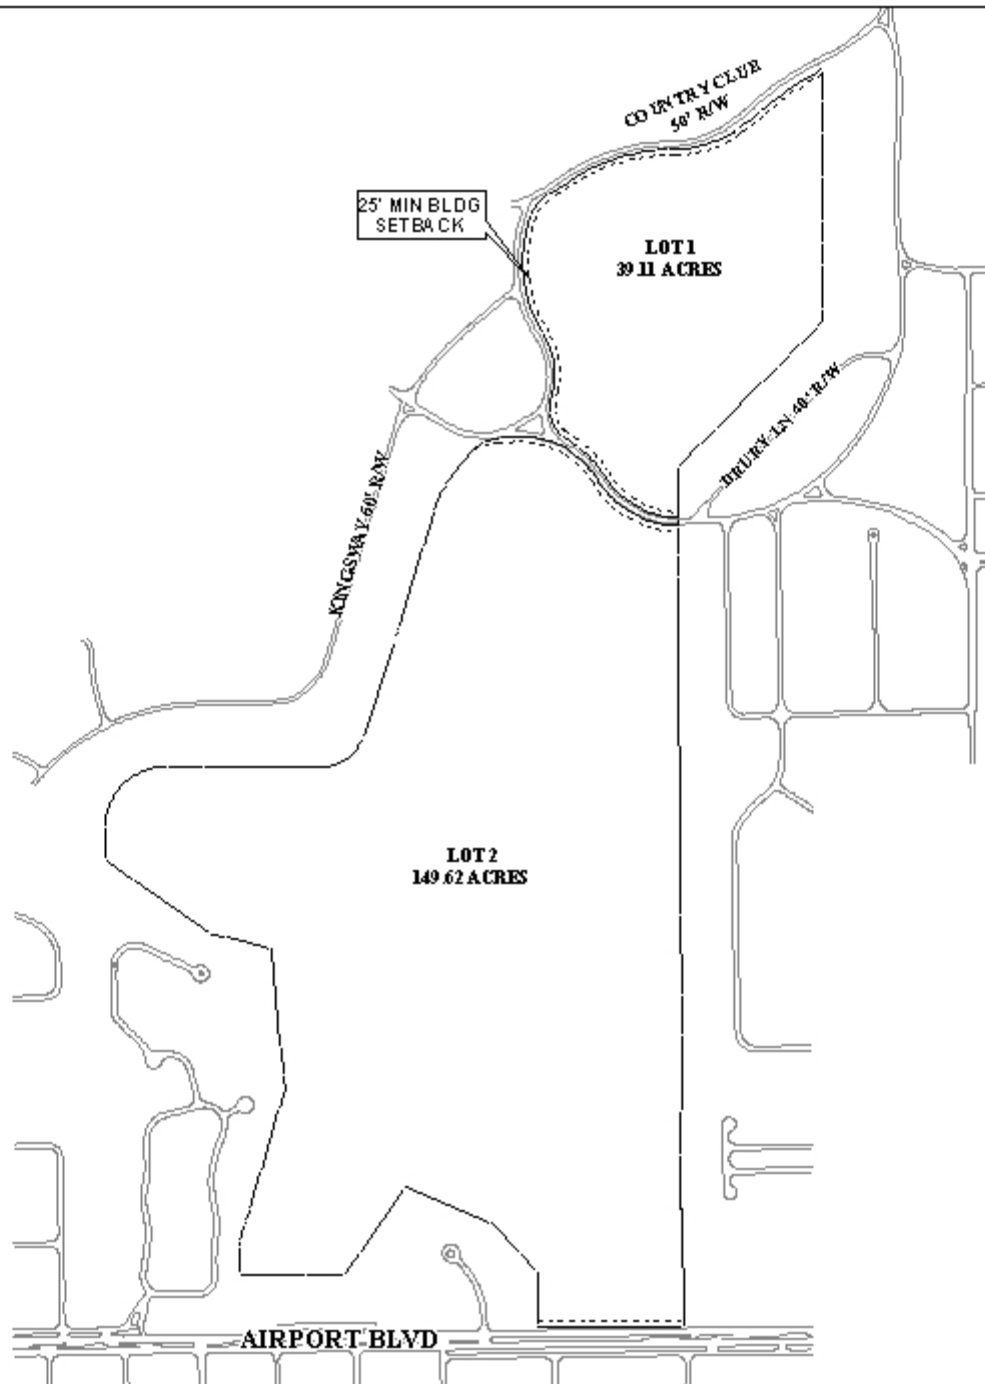 COUNTRY CLUB
50' R/W
25' MIN BLDG
SETBACK
LOT 1
39.11 ACRES
DRURY LN 40' R/W
KINGSWAY 60' R/W
LOT 2
149.62 ACRES
AIRPORT BLVD